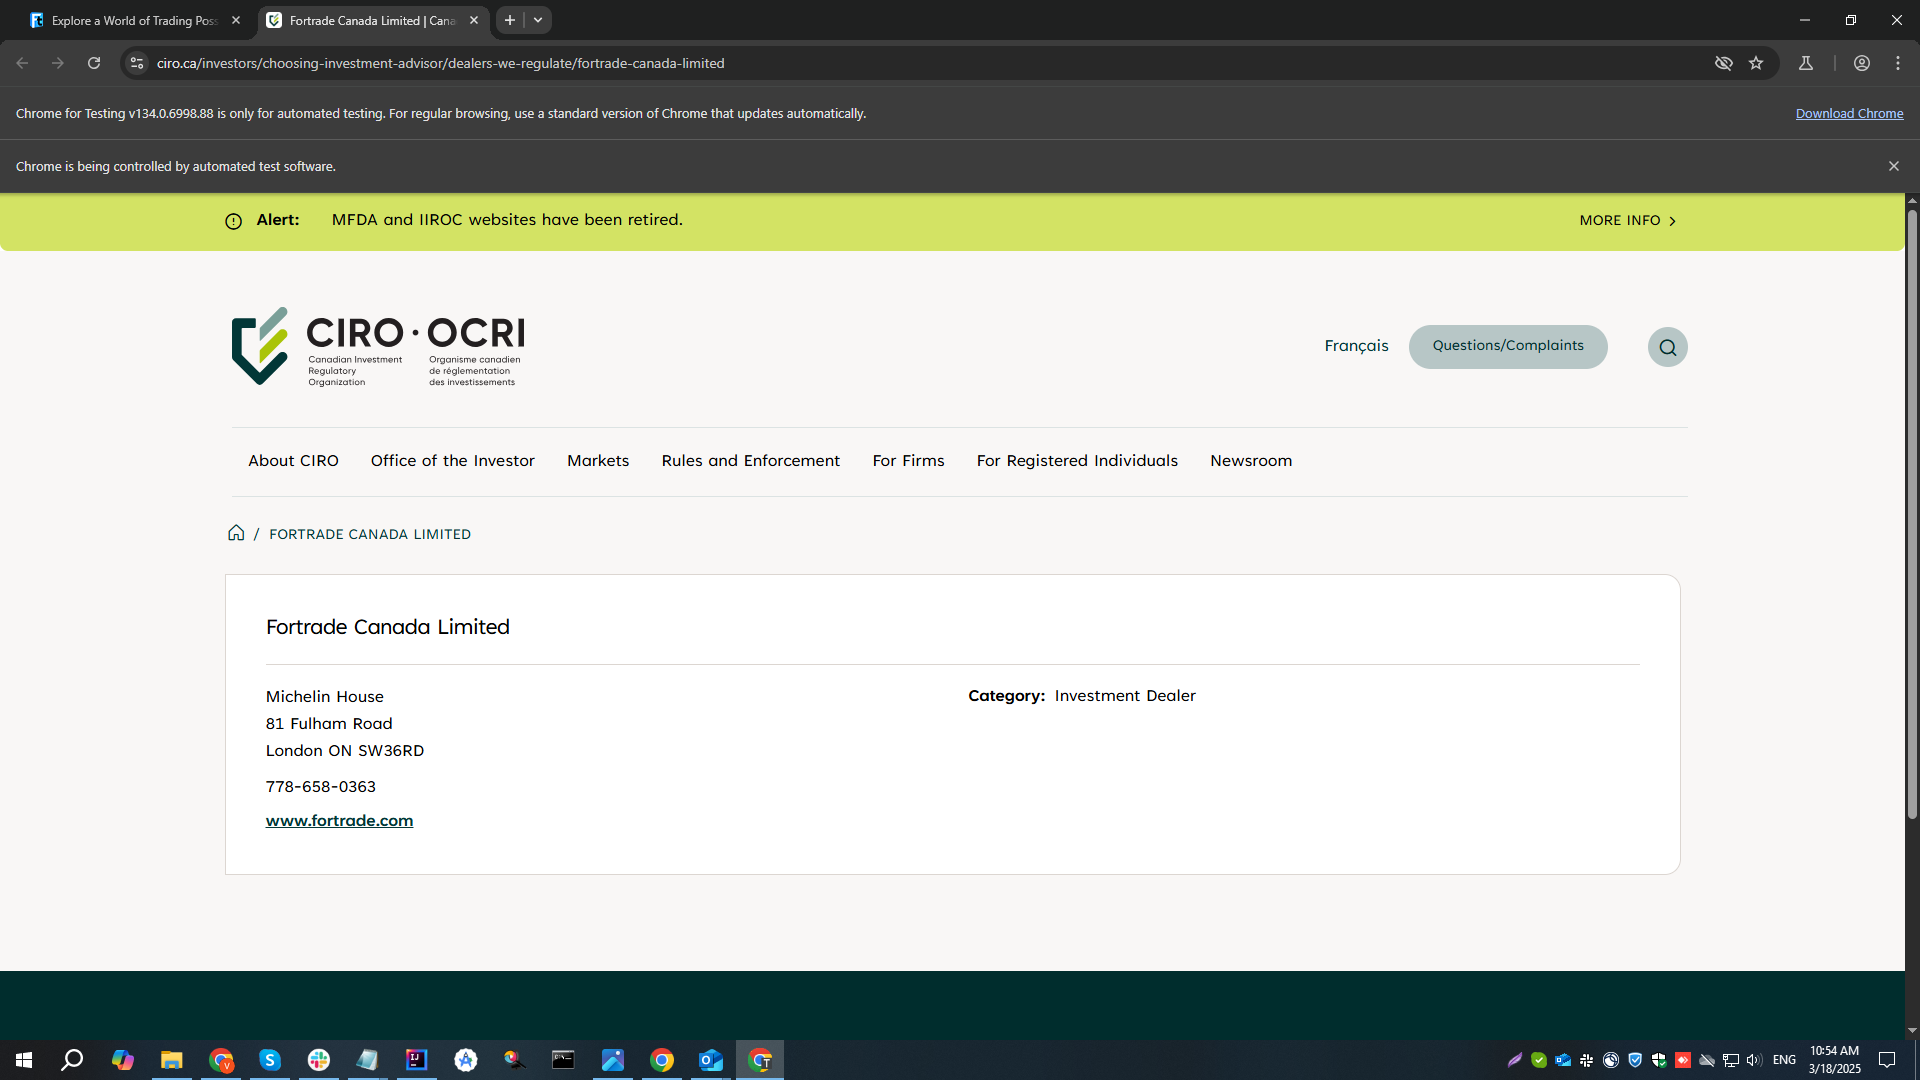 Explore a World of Trading Poss
Fortrade Canada Limited | Cana
ciro.ca/investors/choosing-investment-advisor/dealers-we-regulate/fortrade-canada-limited
Chrome for Testing v134.0.6998.88 is only for automated testing. For regular browsing, use a standard version of Chrome that updates automatically.
Download Chrome
Chrome is being controlled by automated test software.
Alert: MFDA and IIROC websites have been retired.
MORE INFO
CIRO · OCRI
Canadian Investment
Regulatory
Organization
Organisme canadien
de réglementation
des investissements
Français
Questions/Complaints
About CIRO
Office of the Investor
Markets
Rules and Enforcement
For Firms
For Registered Individuals
Newsroom
/ FORTRADE CANADA LIMITED
Fortrade Canada Limited
Michelin House
81 Fulham Road
London ON SW36RD
778-658-0363
www.fortrade.com
Category: Investment Dealer
ENG
10:54 AM
3/18/2025